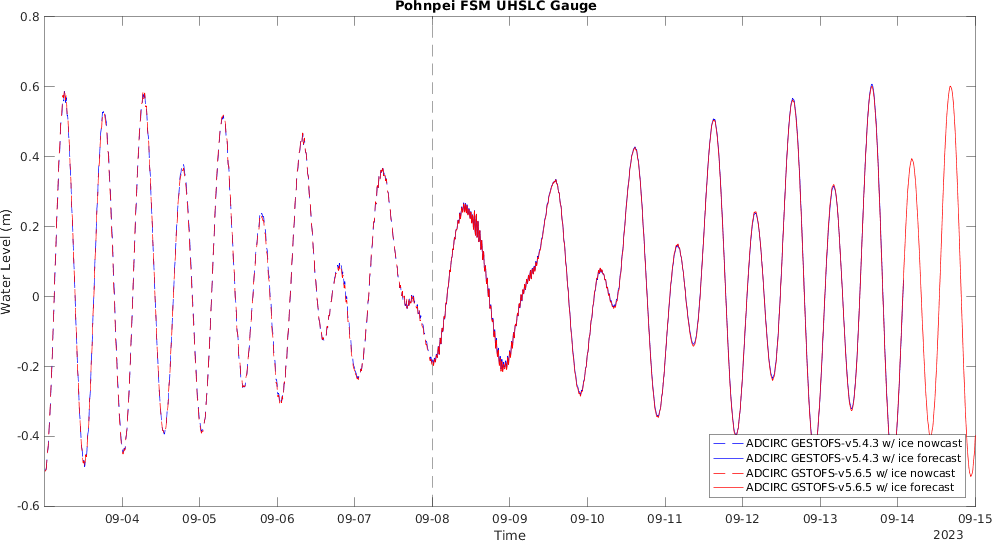 Pohnpei FSM UHSLC Gauge
0.8
0.6
0.4
0.2
0
-0.2
-0.4
-0.6
Water Level (m)
ADCIRC GESTOFS-v5.4.3 w/ ice nowcast
ADCIRC GESTOFS-v5.4.3 w/ ice forecast
ADCIRC GSTOFS-v5.6.5 w/ ice nowcast
ADCIRC GSTOFS-v5.6.5 w/ ice forecast
09-04 09-05 09-06 09-07 09-08 09-09 09-10 09-11 09-12 09-13 09-14 09-15
Time 2023